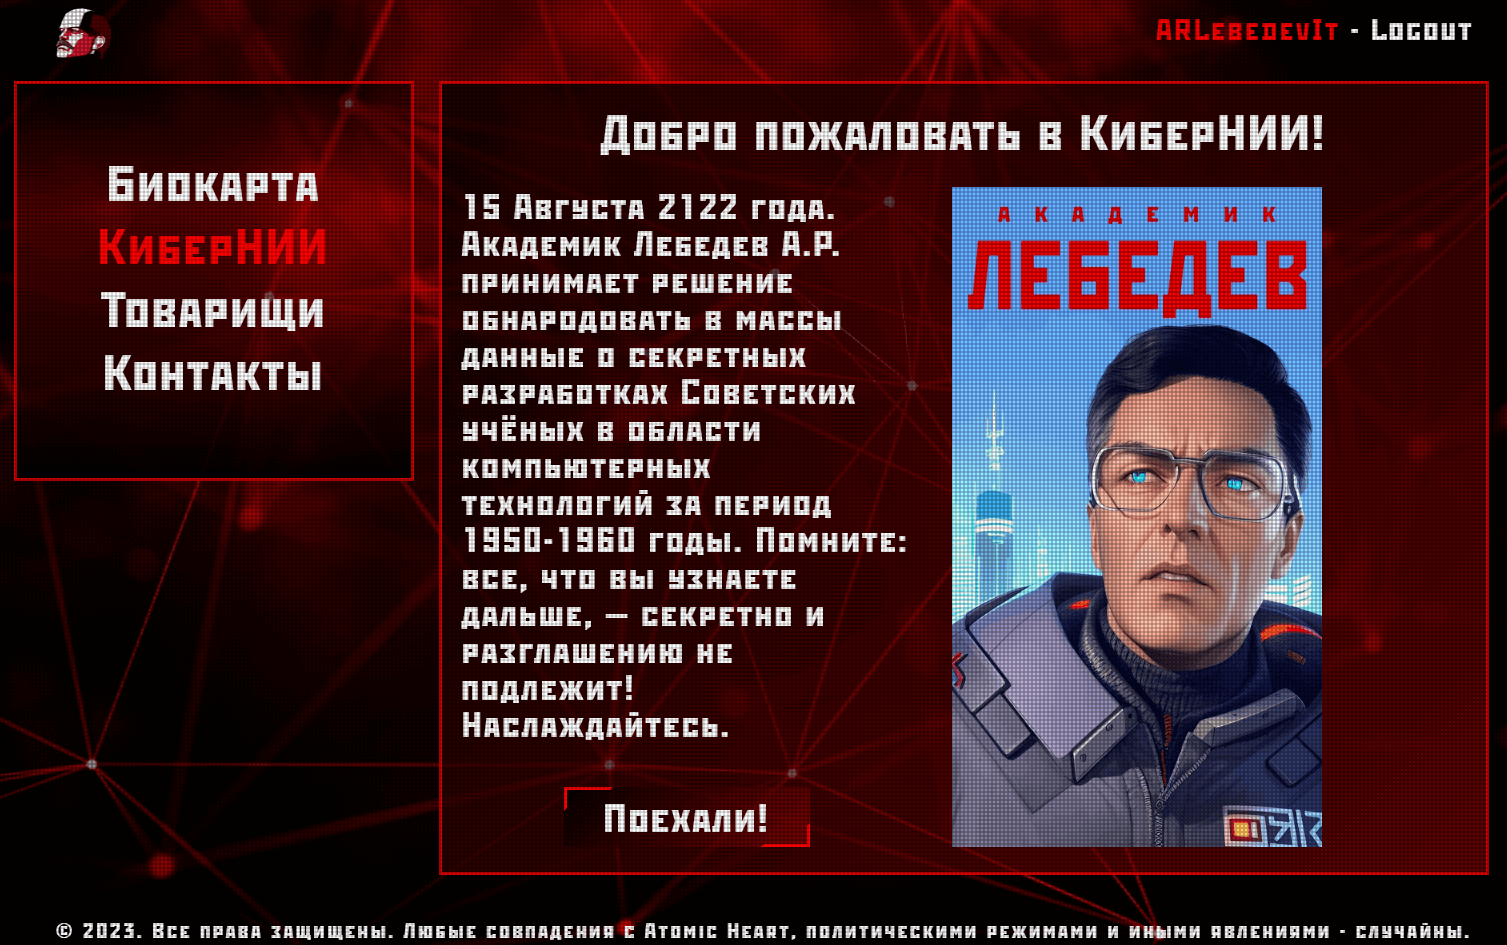 ARLebedevIt - Logout
Биокарта
КиберНИИ
Товарищи
Контакты
Добро пожаловать в КиберНИИ!
15 Августа 2122 года.
Академик Лебедев А.Р.
принимает решение
обнародовать в массы
данные о секретных
разработках Советских
учёных в области
компьютерных
технологий за период
1950-1960 годы. Помните:
все, что вы узнаете
дальше, — секретно и
разглашению не
подлежит!
Наслаждайтесь.
Поехали!
АКАДЕМИК
ЛЕБЕДЕВ
© 2023. Все права защищены. Любые совпадения с Atomic Heart, политическими режимами и иными явлениями - случайны.